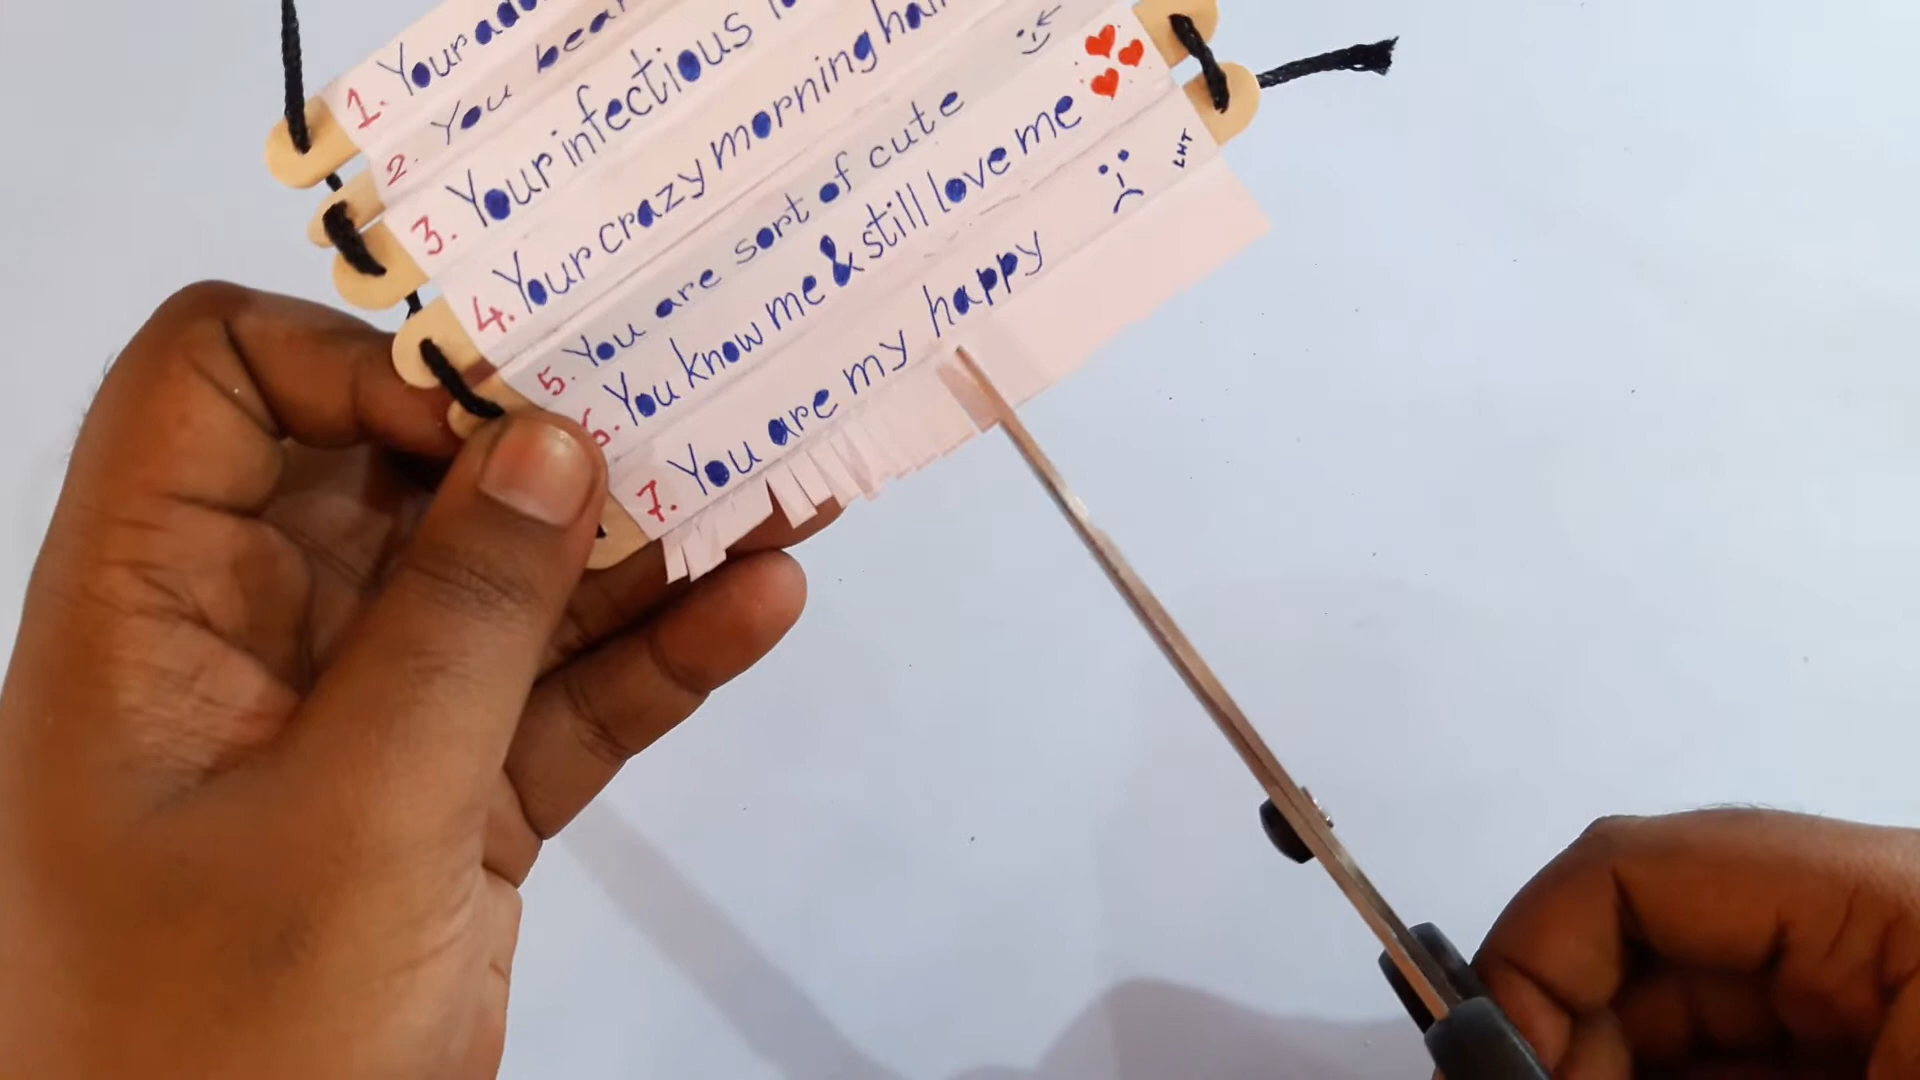 1. Your
2. You
3. Your infectious
4. Your crazy morning hair
5. You are sort of cute
6. You know me & still love me
7. You are my happy
LHT